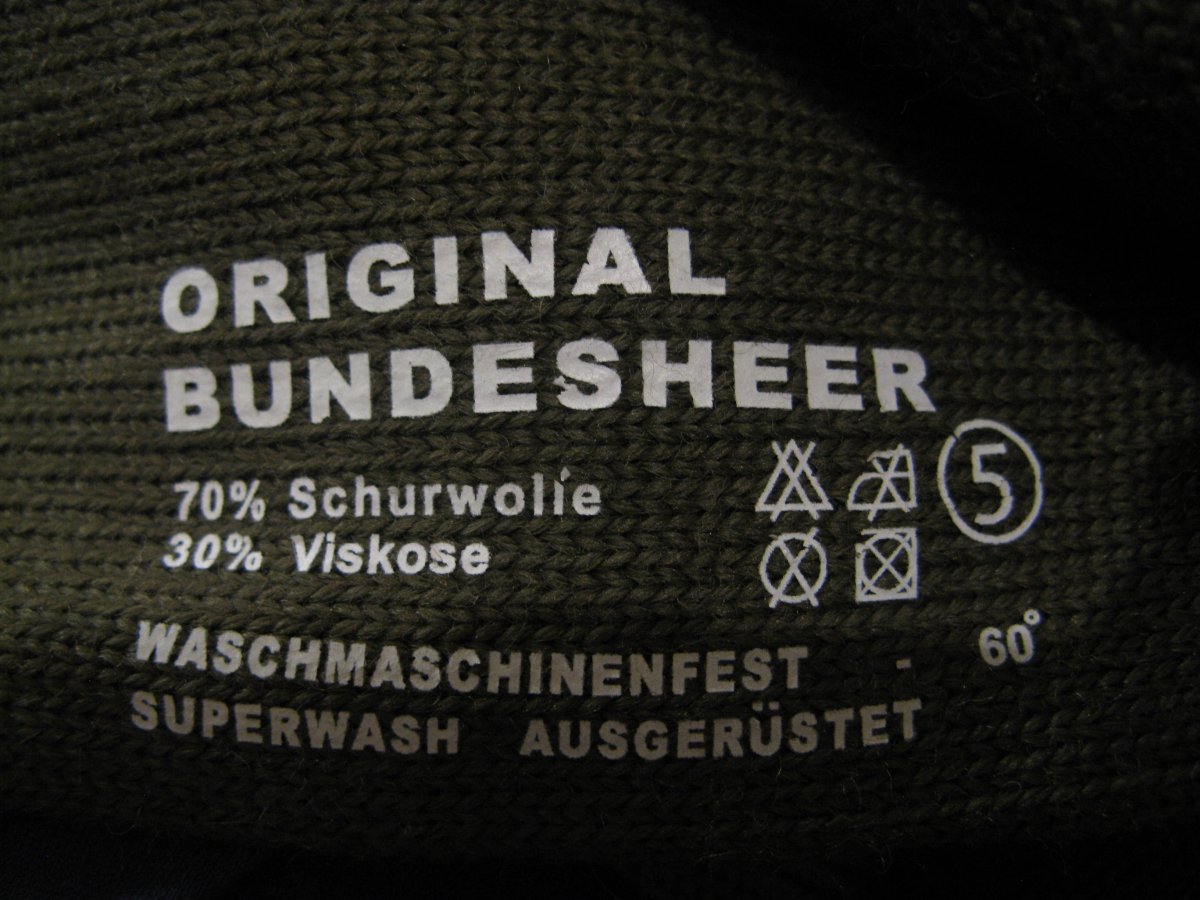 ORIGINAL
BUNDESHEER
70% Schurwolle
30% Viskose
5
WASCHMASCHINENFEST - 60°
SUPERWASH AUSGERÜSTET